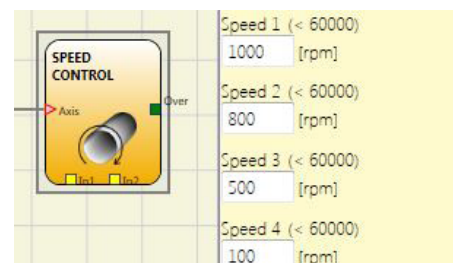 SPEED
CONTROL
Axis
Over
In1 In2
Speed 1 (< 60000)
1000 [rpm]
Speed 2 (< 60000)
800 [rpm]
Speed 3 (< 60000)
500 [rpm]
Speed 4 (< 60000)
100 [rpm]